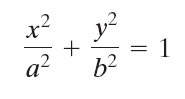 x²/a² + y²/b² = 1